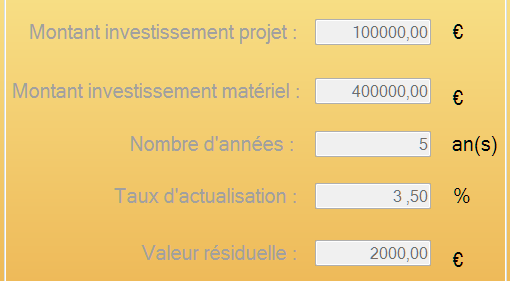 Montant investissement projet : 100000,00 €
Montant investissement matériel : 400000,00 €
Nombre d'années : 5 an(s)
Taux d'actualisation : 3 ,50 %
Valeur résiduelle : 2000,00 €